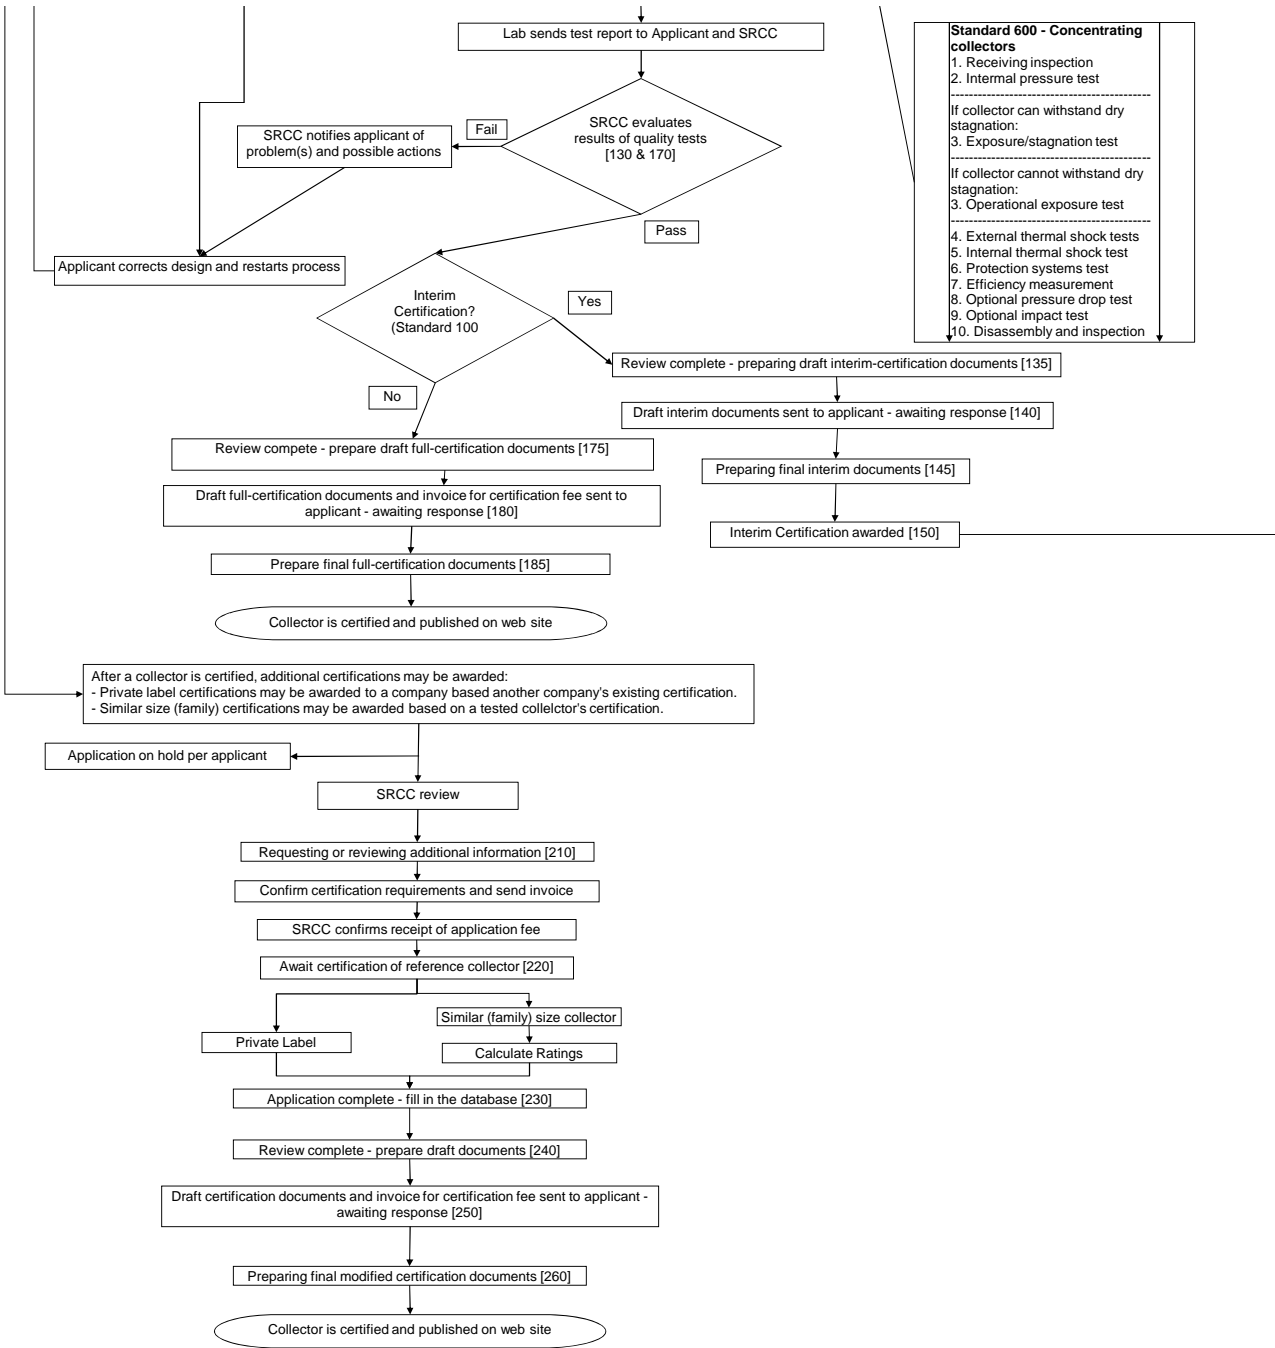 Lab sends test report to Applicant and SRCC
Standard 600 - Concentrating
collectors
1. Receiving inspection
2. Internal pressure test
---------------------------------------------------
If collector can withstand dry
stagnation:
3. Exposure/stagnation test
---------------------------------------------------
If collector cannot withstand dry
stagnation:
3. Operational exposure test
---------------------------------------------------
4. External thermal shock tests
5. Internal thermal shock test
6. Protection systems test
7. Efficiency measurement
8. Optional pressure drop test
9. Optional impact test
10. Disassembly and inspection
SRCC evaluates
results of quality tests
[130 & 170]
Fail
SRCC notifies applicant of
problem(s) and possible actions
Pass
Applicant corrects design and restarts process
Interim
Certification?
(Standard 100
Yes
Review complete - preparing draft interim-certification documents [135]
Draft interim documents sent to applicant - awaiting response [140]
Preparing final interim documents [145]
Interim Certification awarded [150]
No
Review compete - prepare draft full-certification documents [175]
Draft full-certification documents and invoice for certification fee sent to
applicant - awaiting response [180]
Prepare final full-certification documents [185]
Collector is certified and published on web site
After a collector is certified, additional certifications may be awarded:
- Private label certifications may be awarded to a company based another company's existing certification.
- Similar size (family) certifications may be awarded based on a tested collelctor's certification.
Application on hold per applicant
SRCC review
Requesting or reviewing additional information [210]
Confirm certification requirements and send invoice
SRCC confirms receipt of application fee
Await certification of reference collector [220]
Similar (family) size collector
Private Label
Calculate Ratings
Application complete - fill in the database [230]
Review complete - prepare draft documents [240]
Draft certification documents and invoice for certification fee sent to applicant -
awaiting response [250]
Preparing final modified certification documents [260]
Collector is certified and published on web site